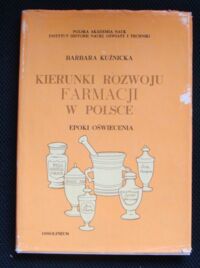 POLSKA AKADEMIA NAUK
INSTYTUT HISTORII NAUKI, OŚWIATY I TECHNIKI
BARBARA KUŹNICKA
KIERUNKI ROZWOJU
FARMACJI
W POLSCE
EPOKI OŚWIECENIA
OSSOLINEUM